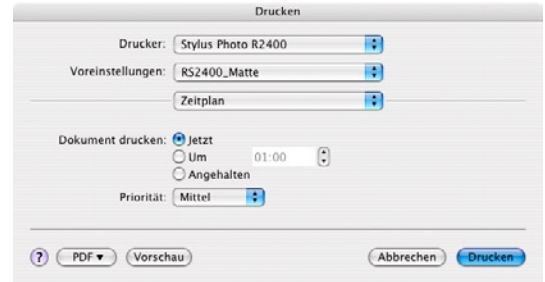 Drucken
Drucker: Stylus Photo R2400
Voreinstellungen: RS2400_Matte
Zeitplan
Dokument drucken: Jetzt
Um 01:00
Angehalten
Priorität: Mittel
? PDF▼ Vorschau Abbrechen Drucken